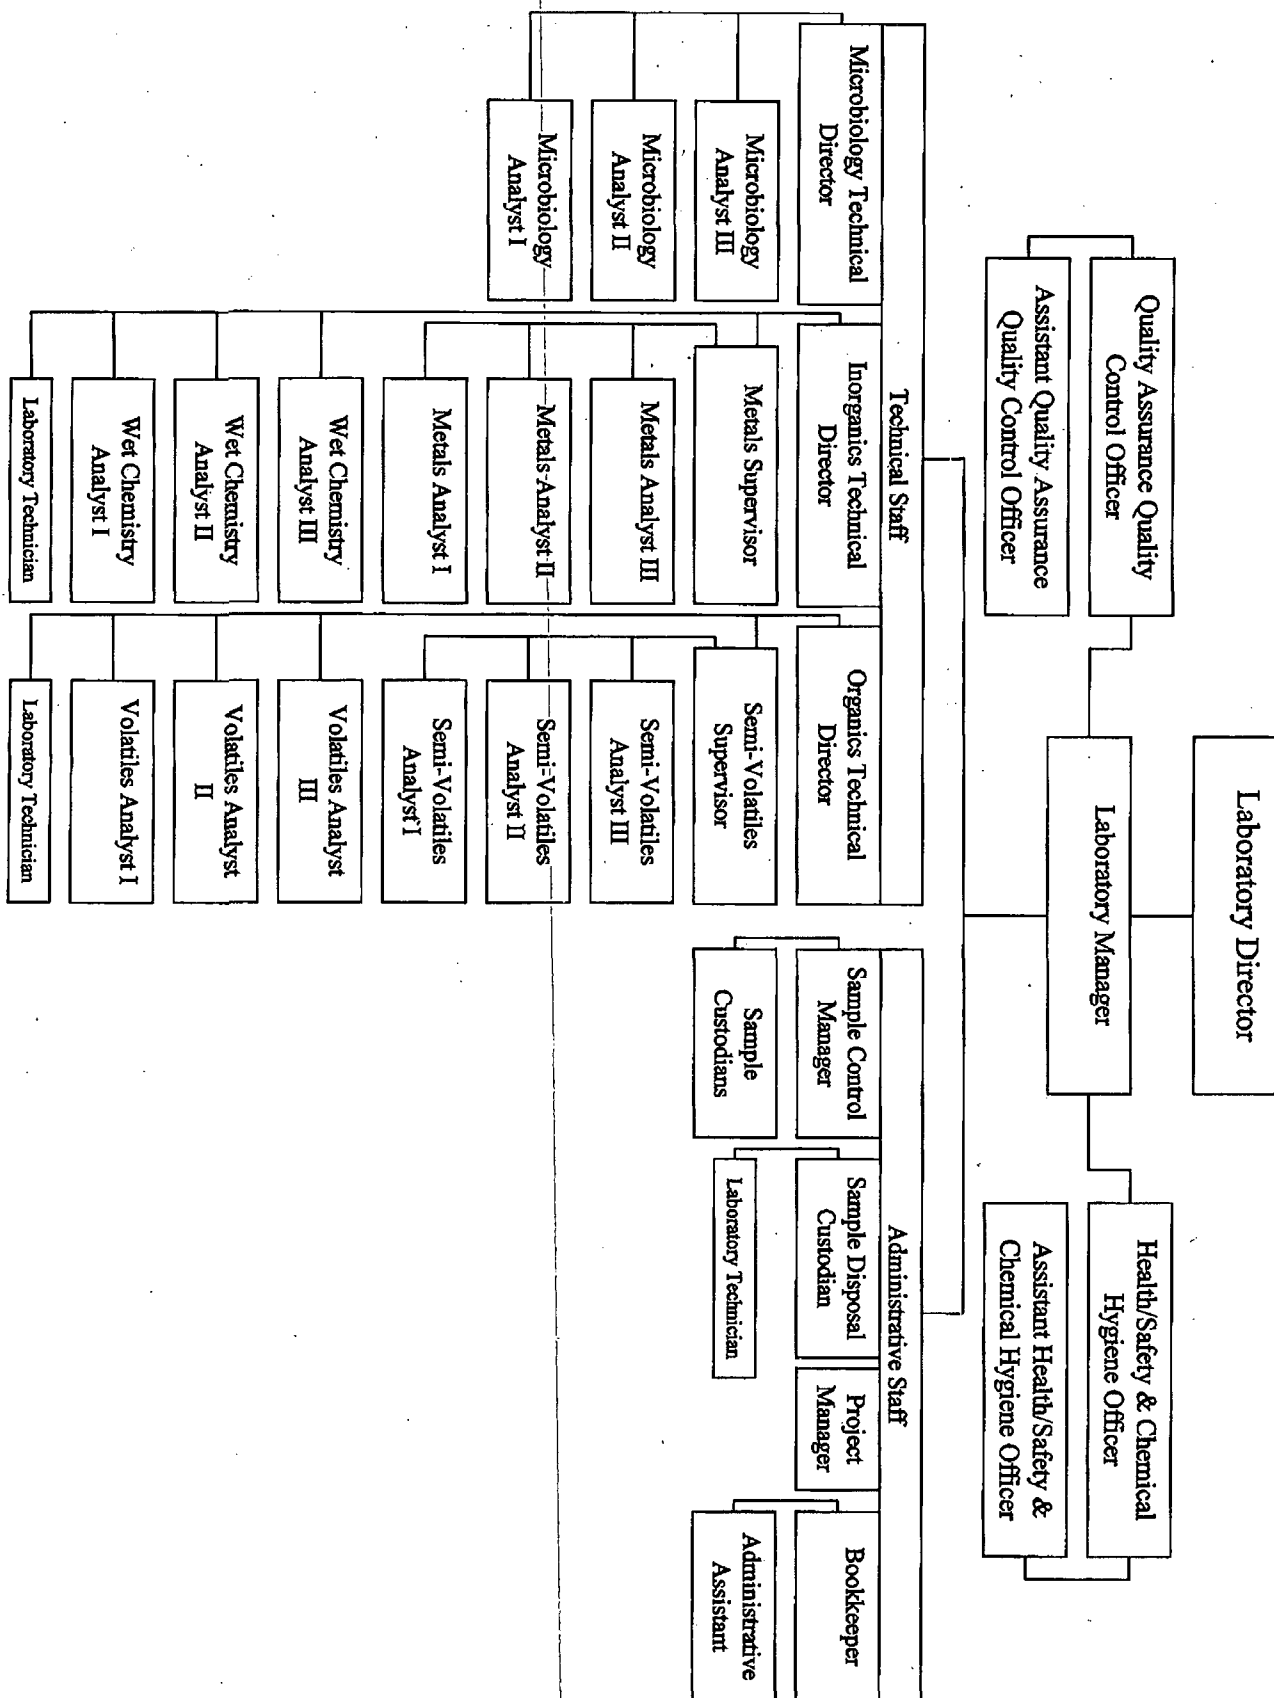 Laboratory Director
Laboratory Manager
Quality Assurance Quality
Control Officer
Assistant Quality Assurance
Quality Control Officer
Health/Safety & Chemical
Hygiene Officer
Assistant Health/Safety &
Chemical Hygiene Officer
Technical Staff
Microbiology Technical
Director
Microbiology
Analyst III
Microbiology
Analyst II
Microbiology
Analyst I
Inorganics Technical
Director
Metals Supervisor
Metals Analyst III
Metals Analyst II
Metals Analyst I
Wet Chemistry
Analyst III
Wet Chemistry
Analyst II
Wet Chemistry
Analyst I
Laboratory Technician
Organics Technical
Director
Semi-Volatiles
Supervisor
Semi-Volatiles
Analyst III
Semi-Volatiles
Analyst II
Semi-Volatiles
Analyst I
Volatiles Analyst
III
Volatiles Analyst
II
Volatiles Analyst I
Laboratory Technician
Administrative Staff
Sample Control
Manager
Sample
Custodians
Sample Disposal
Custodian
Laboratory Technician
Project
Manager
Bookkeeper
Administrative
Assistant